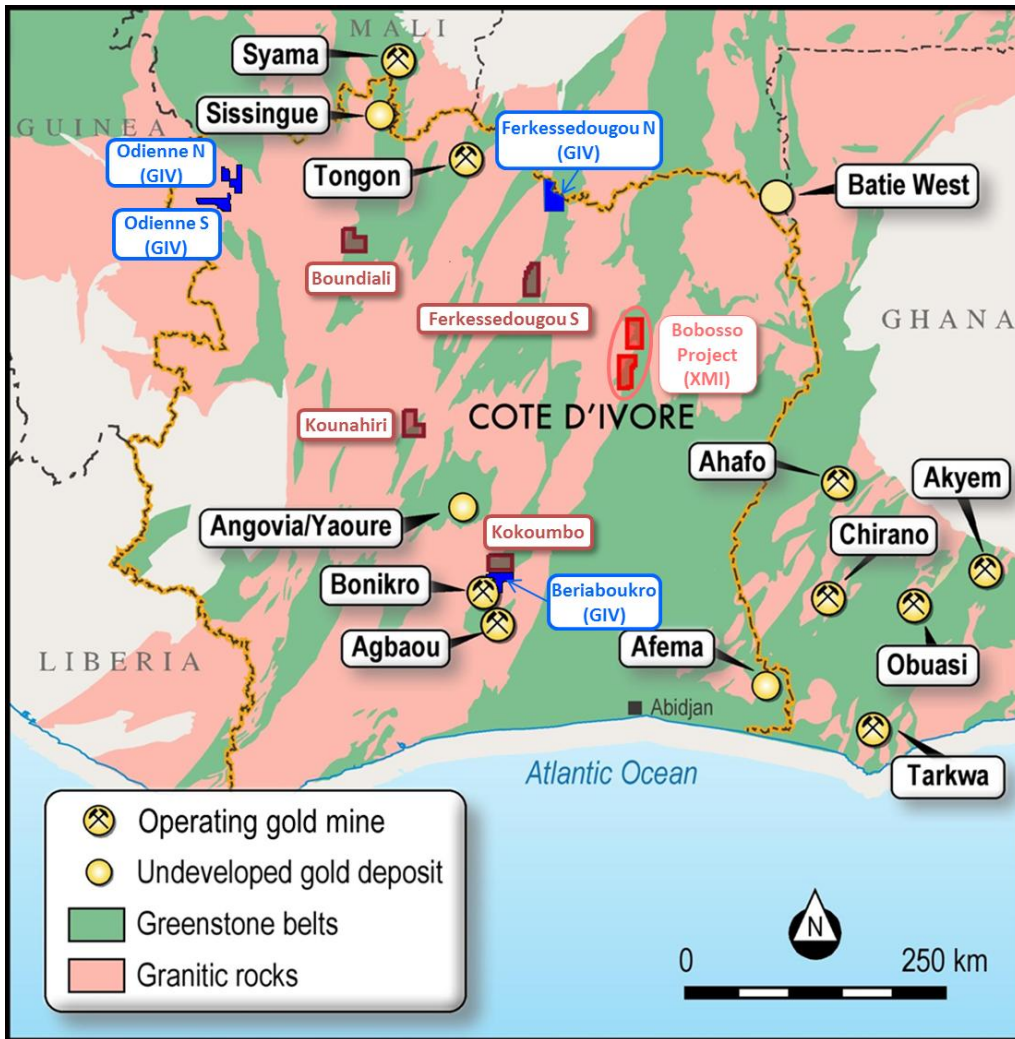 MALI
Syama
Sissingue
GUINEA
Odienne N
(GIV)
Ferkessedougou N
(GIV)
Tongon
Batie West
Odienne S
(GIV)
Boundiali
Ferkessedougou S
GHANA
Bobosso
Project
(XMI)
Kounahiri
COTE D'IVORE
Ahafo
Akyem
Angovia/Yaoure
Kokoumbo
Chirano
Bonikro
Beriaboukro
(GIV)
Agbaou
Afema
Obuasi
LIBERIA
Abidjan
Atlantic Ocean
Tarkwa
Operating gold mine
Undeveloped gold deposit
Greenstone belts
Granitic rocks
N
0 250 km